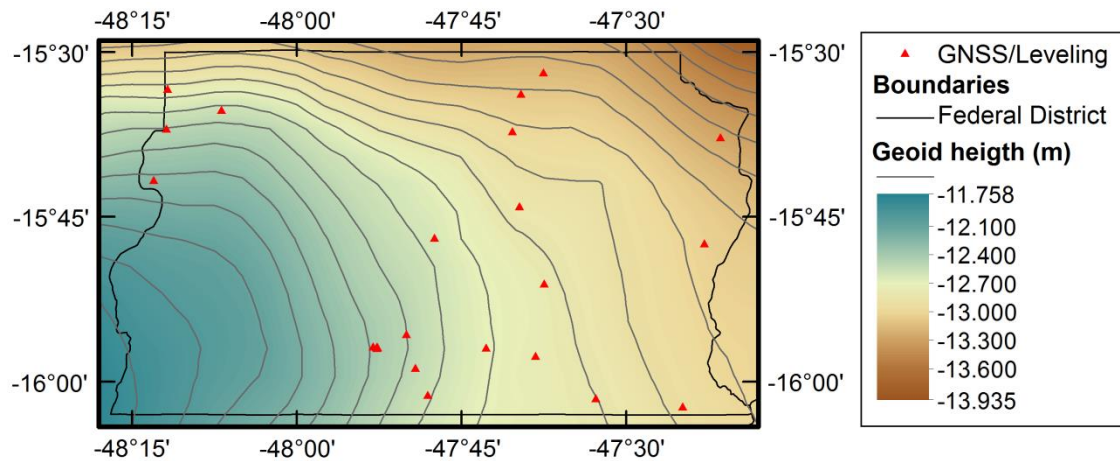 -48°15' -48°00' -47°45' -47°30'
-15°30' -15°30'
-15°45' -15°45'
-16°00' -16°00'
-48°15' -48°00' -47°45' -47°30'
GNSS/Leveling
Boundaries
Federal District
Geoid heigth (m)
-11.758
-12.100
-12.400
-12.700
-13.000
-13.300
-13.600
-13.935